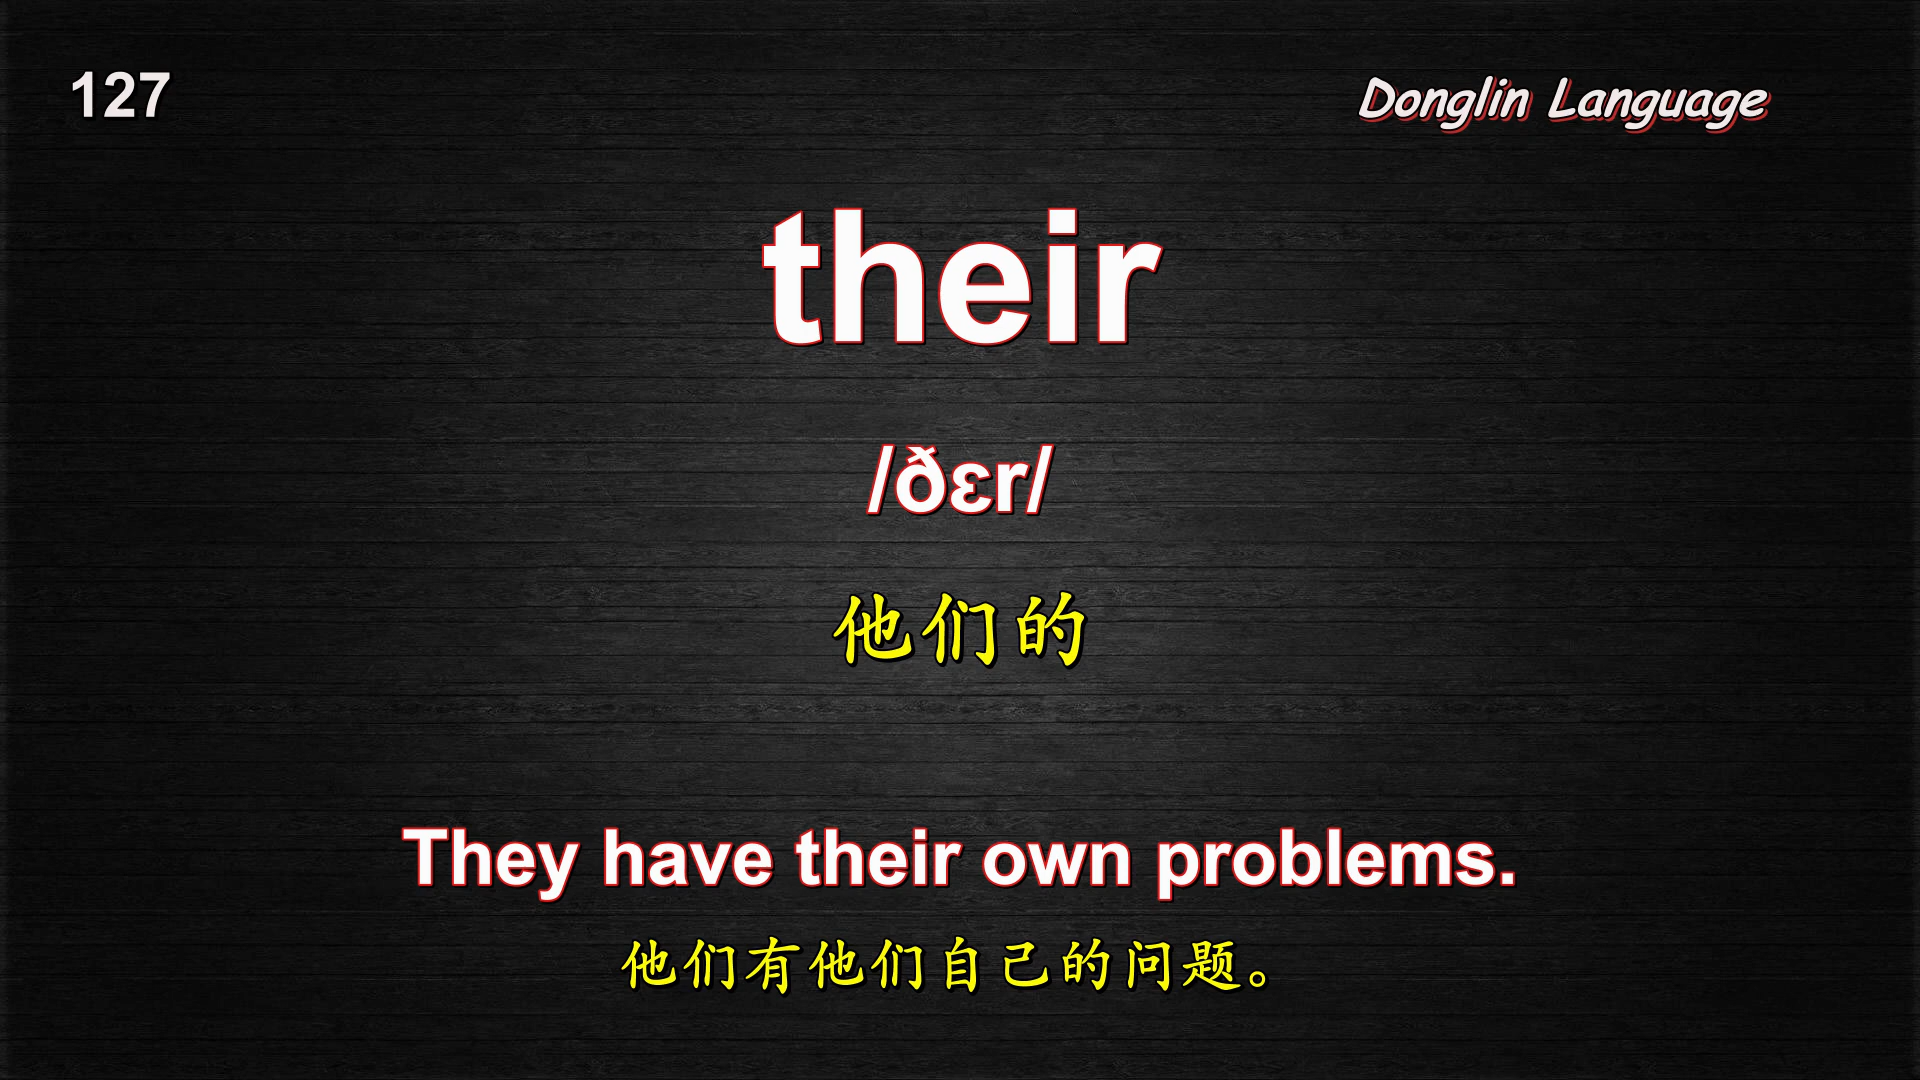 127
Donglin Language
their
/ðɛr/
他们的
They have their own problems.
他们有他们自己的问题。